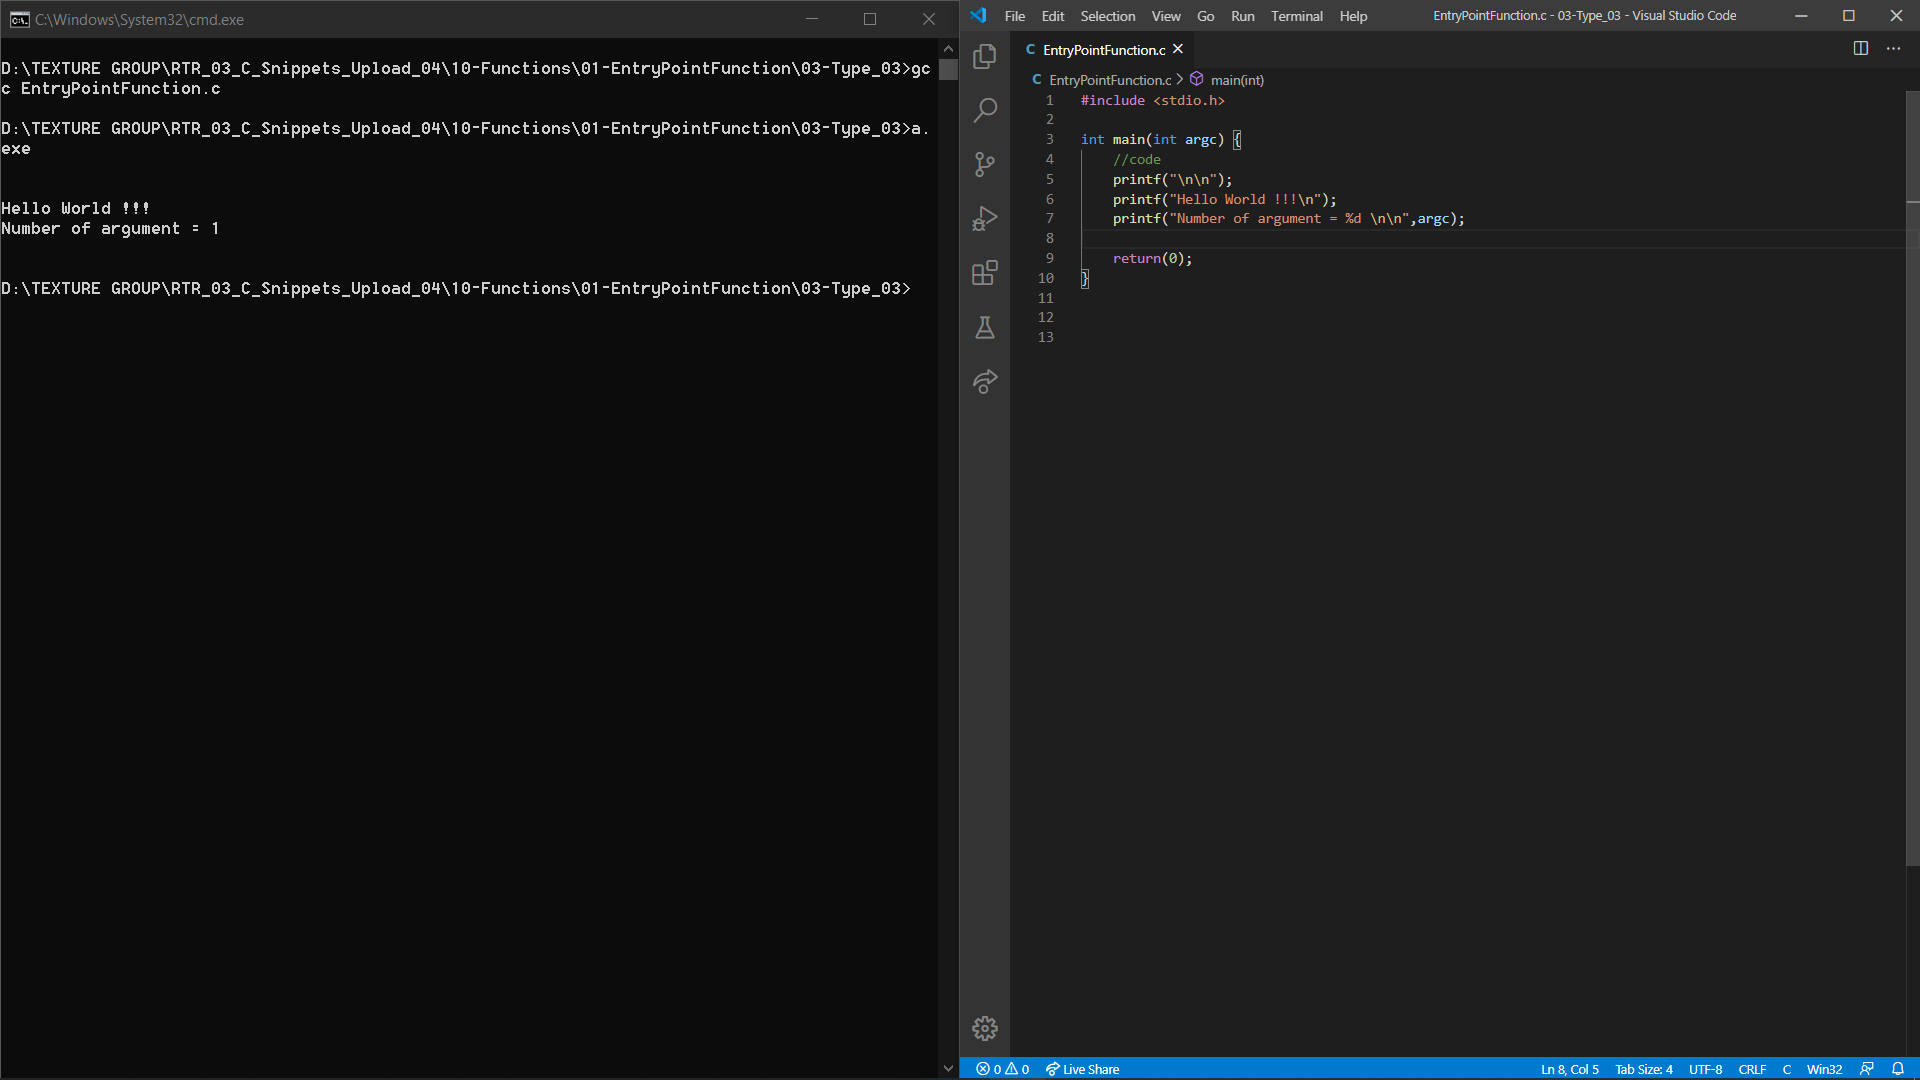 C:\Windows\System32\cmd.exe
D:\TEXTURE GROUP\RTR_03_C_Snippets_Upload_04\10-Functions\01-EntryPointFunction\03-Type_03>gc
c EntryPointFunction.c
D:\TEXTURE GROUP\RTR_03_C_Snippets_Upload_04\10-Functions\01-EntryPointFunction\03-Type_03>a.
exe
Hello World !!!
Number of argument = 1
D:\TEXTURE GROUP\RTR_03_C_Snippets_Upload_04\10-Functions\01-EntryPointFunction\03-Type_03>
File Edit Selection View Go Run Terminal Help EntryPointFunction.c - 03-Type_03 - Visual Studio Code
C EntryPointFunction.c
C EntryPointFunction.c > main(int)
1 #include <stdio.h>
2
3 int main(int argc) {
4 //code
5 printf("\n\n");
6 printf("Hello World !!!\n");
7 printf("Number of argument = %d \n\n",argc);
8
9 return(0);
10 }
11
12
13
0 0 Live Share Ln 8, Col 5 Tab Size: 4 UTF-8 CRLF C Win32